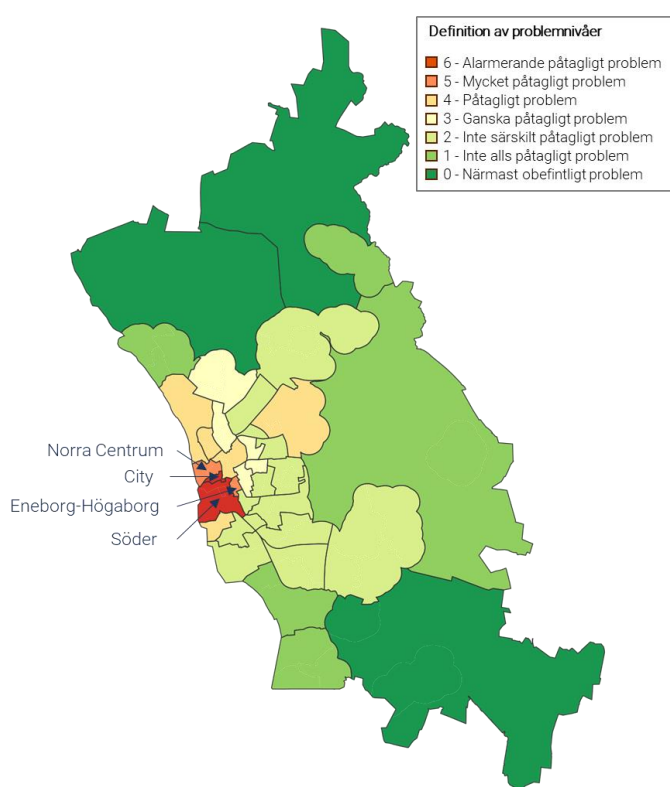 Definition av problemnivåer
6 - Alarmerande påtagligt problem
5 - Mycket påtagligt problem
4 - Påtagligt problem
3 - Ganska påtagligt problem
2 - Inte särskilt påtagligt problem
1 - Inte alls påtagligt problem
0 - Närmast obefintligt problem
Norra Centrum
City
Eneborg-Högaborg
Söder